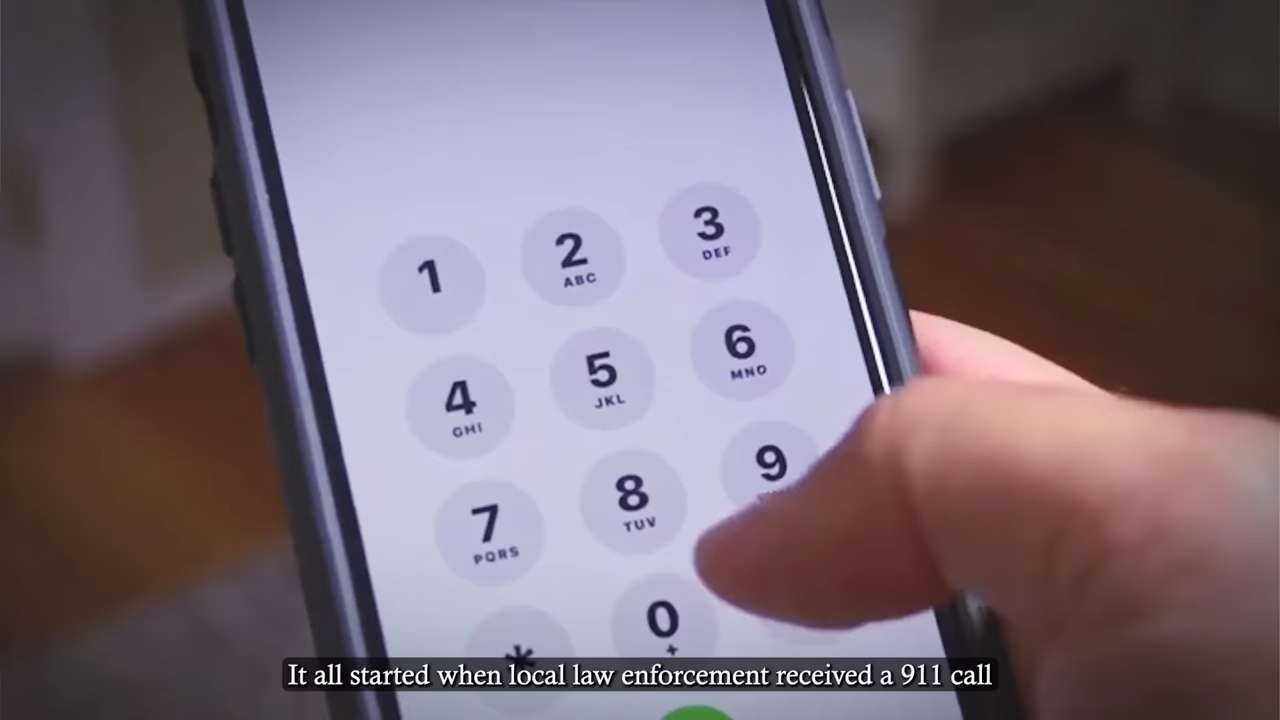 1
2
3
ABC
DEF
4
5
6
GHI
JKL
MNO
7
8
9
PQRS
TUV
*
0
+
It all started when local law enforcement received a 911 call